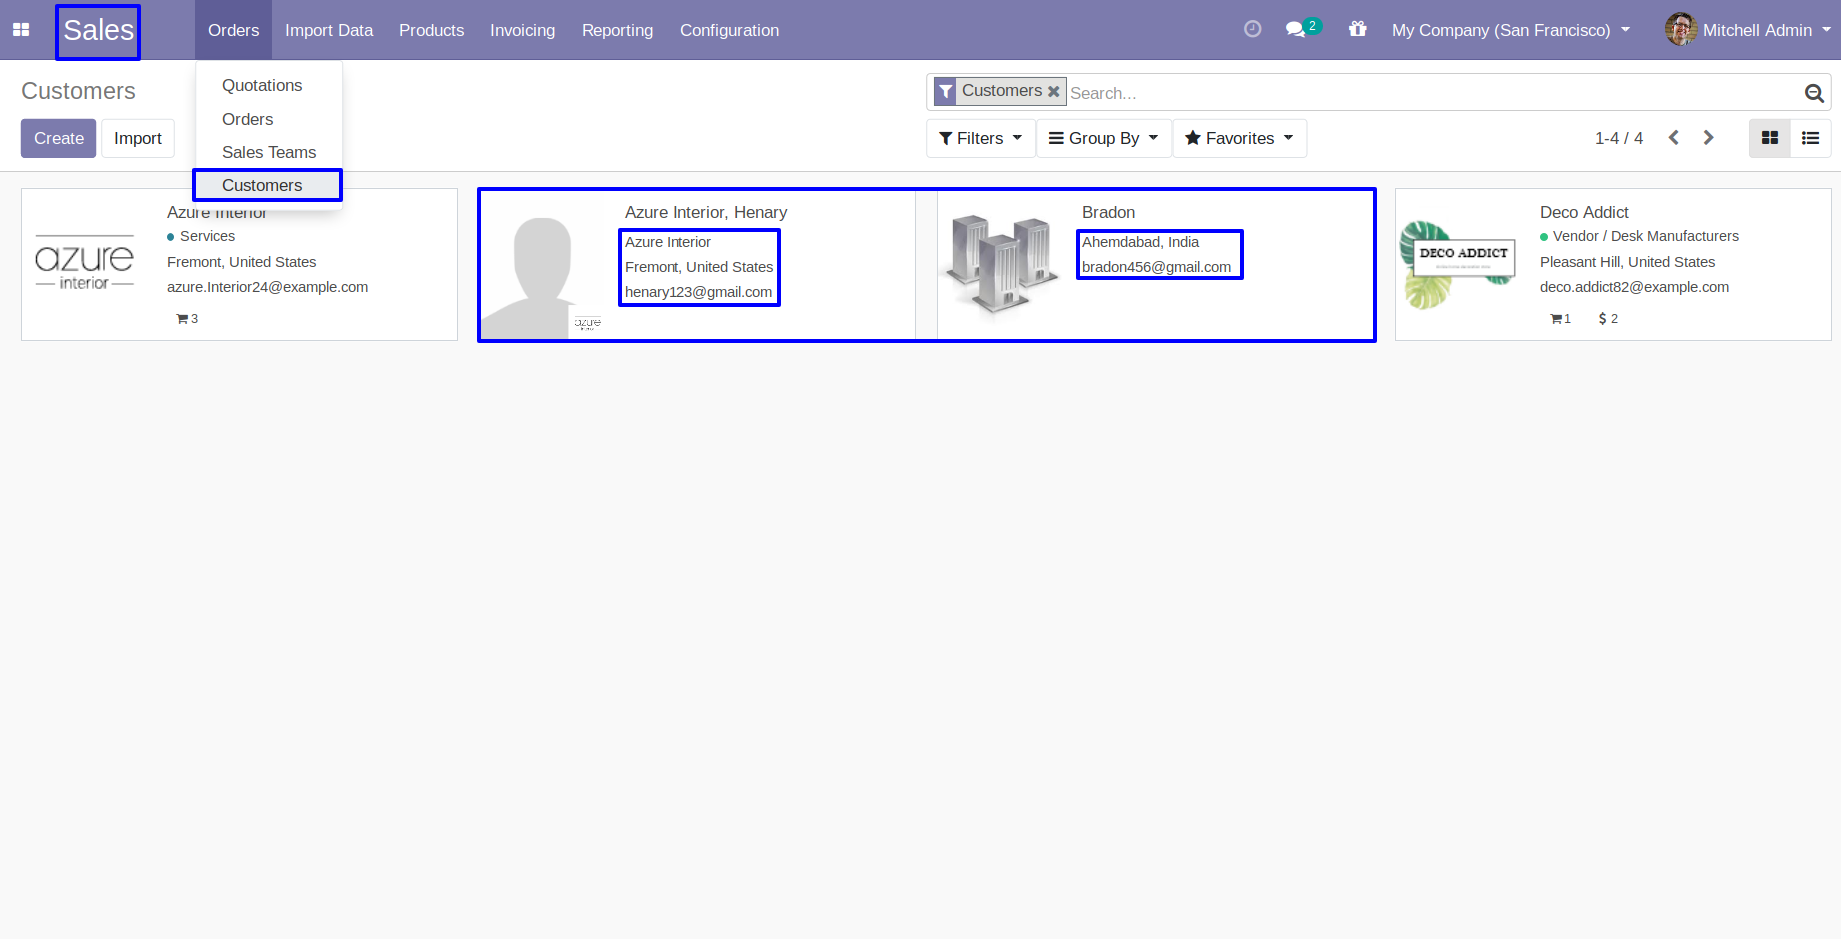 Sales
Orders
Import Data
Products
Invoicing
Reporting
Configuration
2
My Company (San Francisco)
Mitchell Admin
Customers
Quotations
Orders
Sales Teams
Customers
Customers
Search...
Create
Import
Filters
Group By
Favorites
1-4 / 4
azure
interior
Azure Interior
Services
Fremont, United States
azure.Interior24@example.com
3
azure
Azure Interior, Henary
Azure Interior
Fremont, United States
henary123@gmail.com
Bradon
Ahemdabad, India
bradon456@gmail.com
DECO ADDICT
Deco Addict
Vendor / Desk Manufacturers
Pleasant Hill, United States
deco.addict82@example.com
1
$ 2